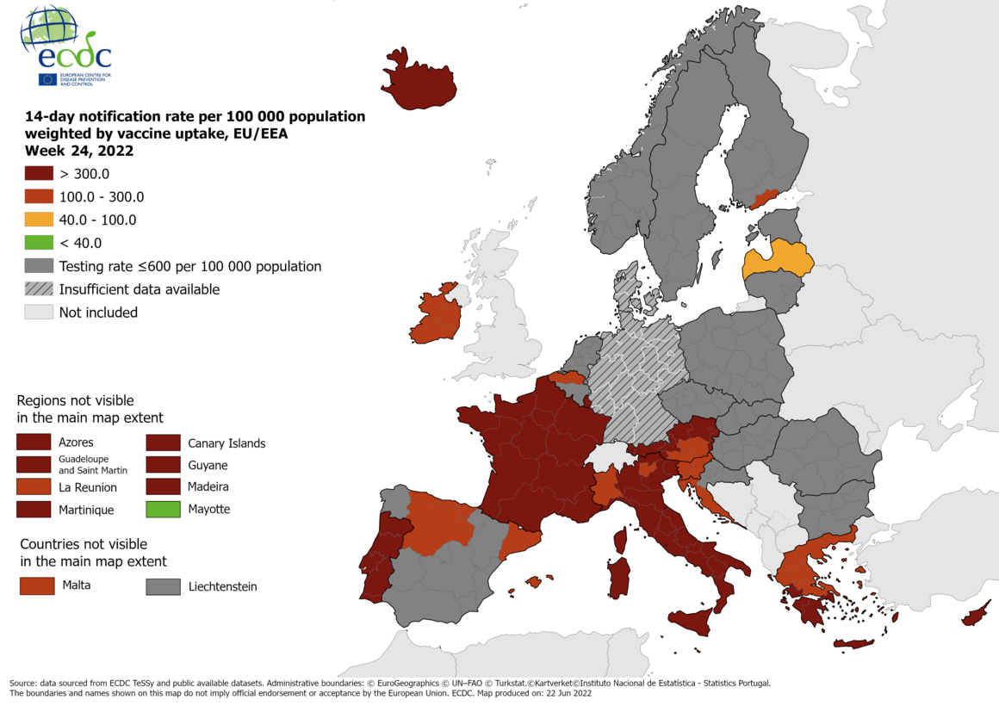 ecdc
EUROPEAN CENTRE FOR
DISEASE PREVENTION
AND CONTROL
14-day notification rate per 100 000 population
weighted by vaccine uptake, EU/EEA
Week 24, 2022
> 300.0
100.0 - 300.0
40.0 - 100.0
< 40.0
Testing rate ≤600 per 100 000 population
Insufficient data available
Not included
Regions not visible
in the main map extent
Azores
Canary Islands
Guadeloupe
and Saint Martin
Guyane
La Reunion
Madeira
Martinique
Mayotte
Countries not visible
in the main map extent
Malta
Liechtenstein
Source: data sourced from ECDC TeSSy and public available datasets. Administrative boundaries: © EuroGeographics © UN–FAO © Turkstat.©Kartverket©Instituto Nacional de Estatística - Statistics Portugal.
The boundaries and names shown on this map do not imply official endorsement or acceptance by the European Union. ECDC. Map produced on: 22 Jun 2022